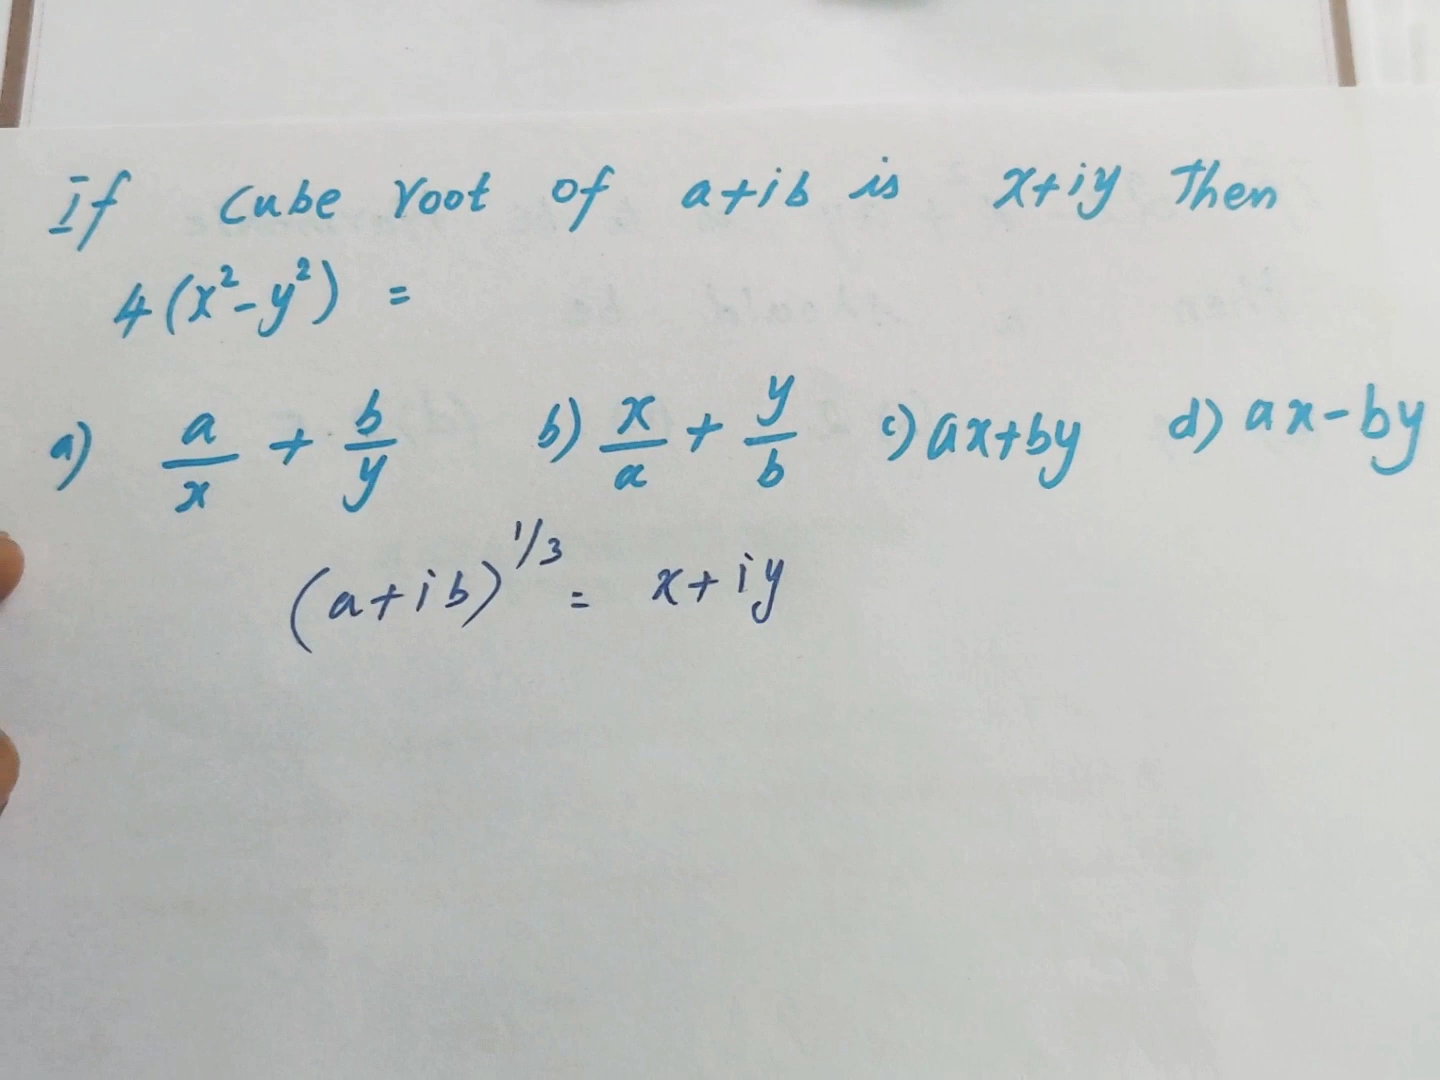 If cube root of a+ib is x+iy Then
4(x²-y²) =
a) a/x + b/y b) x/a + y/b c) ax+by d) ax-by
(a+ib)^1/3 = x+iy